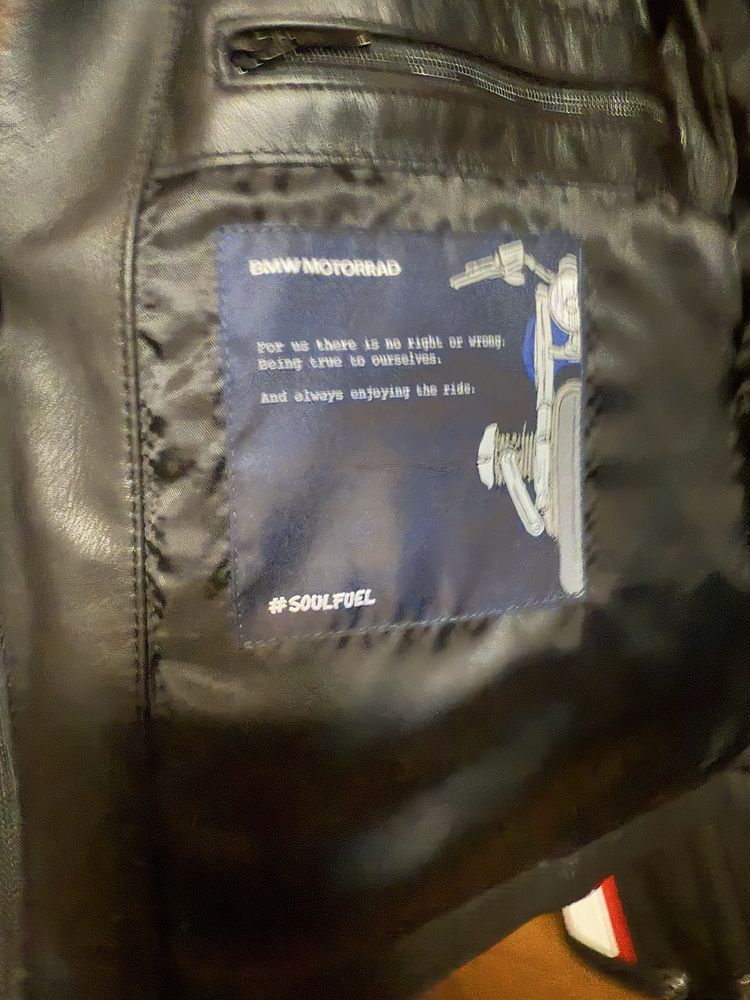 BMW MOTORRAD
For us there is no right or wrong.
Being true to ourselves.
And always enjoying the ride.
#SOULFUEL